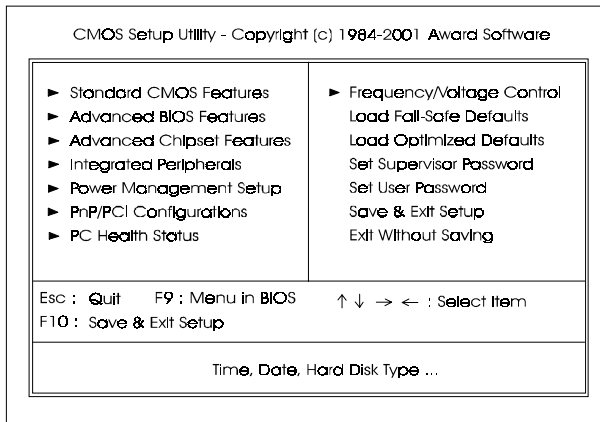 CMOS Setup Utility - Copyright (c) 1984-2001 Award Software
► Standard CMOS Features
► Advanced BIOS Features
► Advanced Chipset Features
► Integrated Peripherals
► Power Management Setup
► PnP/PCI Configurations
► PC Health Status
► Frequency/Voltage Control
Load Fail-Safe Defaults
Load Optimized Defaults
Set Supervisor Password
Set User Password
Save & Exit Setup
Exit Without Saving
Esc : Quit F9 : Menu in BIOS ↑ ↓ → ← : Select Item
F10 : Save & Exit Setup
Time, Date, Hard Disk Type ...